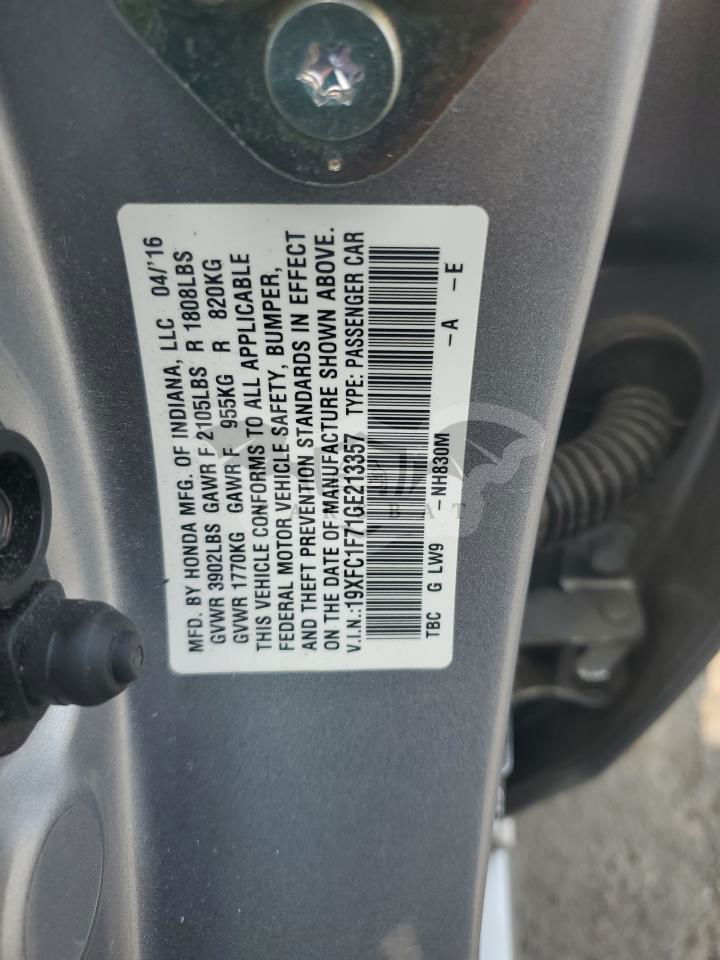 MFD. BY HONDA MFG. OF INDIANA, LLC 04/'16
GVWR 3902LBS GAWR F 2105LBS R 1808LBS
GVWR 1770KG GAWR F 955KG R 820KG
THIS VEHICLE CONFORMS TO ALL APPLICABLE
FEDERAL MOTOR VEHICLE SAFETY, BUMPER,
AND THEFT PREVENTION STANDARDS IN EFFECT
ON THE DATE OF MANUFACTURE SHOWN ABOVE.
V.I.N.:19XFC1F71GE213357 TYPE: PASSENGER CAR
TBC G LW9 -NH830M -A -E